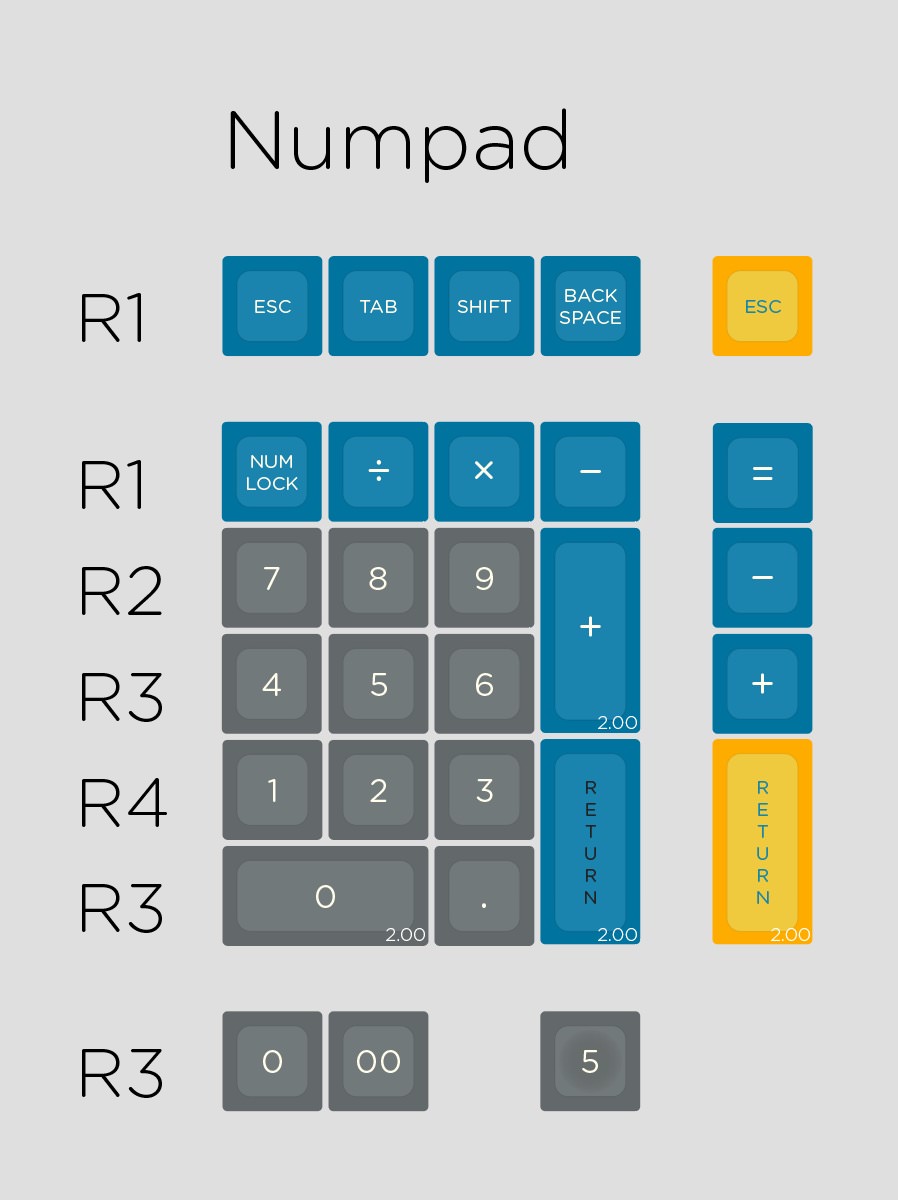 Numpad
R1 ESC TAB SHIFT BACK SPACE ESC
R1 NUM LOCK ÷ × − =
R2 7 8 9 + 2.00 −
R3 4 5 6 +
R4 1 2 3 RETURN 2.00 RETURN 2.00
R3 0 2.00 .
R3 0 00 5